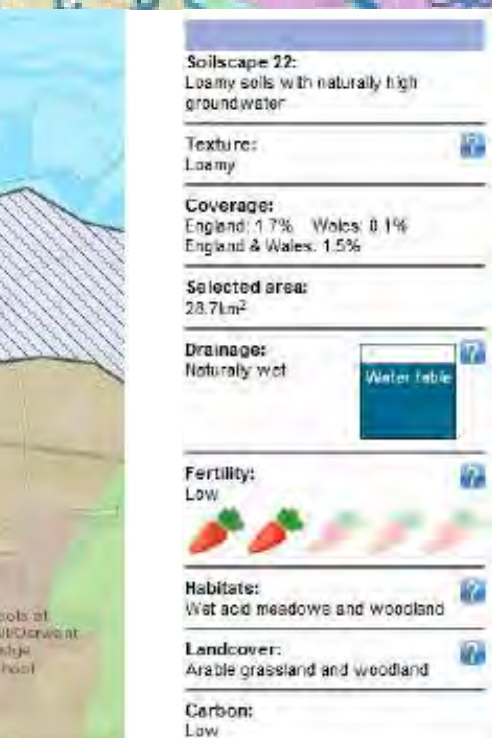 Soilscape 22:
Loamy soils with naturally high
groundwater
Texture:
Loamy
Coverage:
England: 1.7% Wales: 0.1%
England & Wales: 1.5%
Selected area:
28.7km²
Drainage:
Naturally wet
Water table
Fertility:
Low
Habitats:
Wet acid meadows and woodland
Landcover:
Arable grassland and woodland
Carbon:
Low